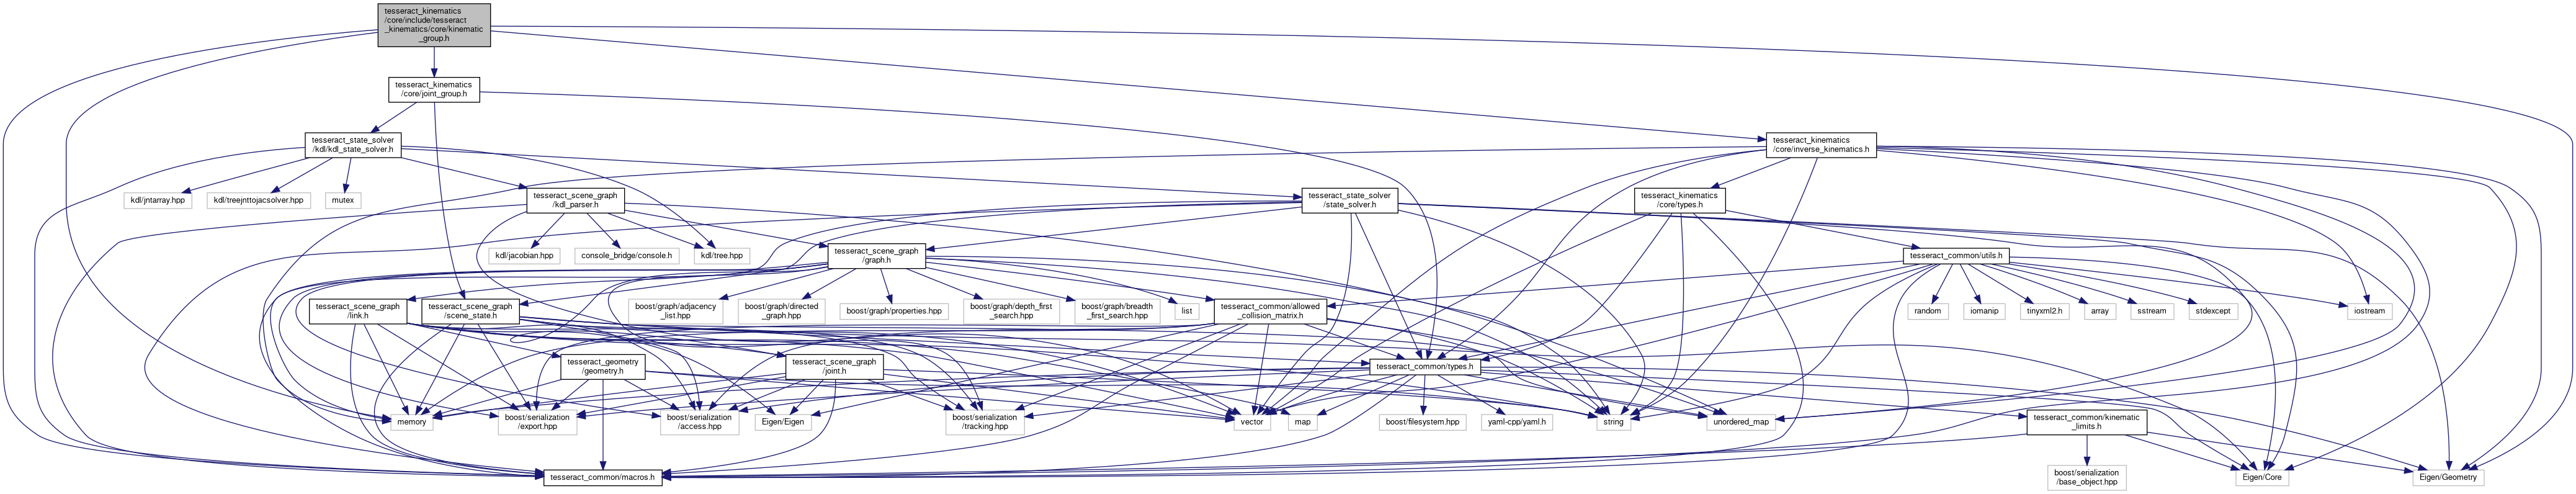 tesseract_kinematics
/core/include/tesseract
_kinematics/core/kinematic
_group.h
tesseract_kinematics
/core/joint_group.h
tesseract_state_solver
/kdl/kdl_state_solver.h
tesseract_kinematics
/core/inverse_kinematics.h
kdl/jntarray.hpp
kdl/treejnttojacsolver.hpp
mutex
tesseract_scene_graph
/kdl_parser.h
tesseract_state_solver
/state_solver.h
tesseract_kinematics
/core/types.h
kdl/jacobian.hpp
console_bridge/console.h
kdl/tree.hpp
tesseract_scene_graph
/graph.h
tesseract_common/utils.h
tesseract_scene_graph
/link.h
tesseract_scene_graph
/scene_state.h
boost/graph/adjacency
_list.hpp
boost/graph/directed
_graph.hpp
boost/graph/properties.hpp
boost/graph/depth_first
_search.hpp
boost/graph/breadth
_first_search.hpp
list
tesseract_common/allowed
_collision_matrix.h
random
iomanip
tinyxml2.h
array
sstream
stdexcept
iostream
tesseract_geometry
/geometry.h
tesseract_scene_graph
/joint.h
tesseract_common/types.h
memory
boost/serialization
/export.hpp
boost/serialization
/access.hpp
Eigen/Eigen
boost/serialization
/tracking.hpp
vector
map
boost/filesystem.hpp
yaml-cpp/yaml.h
string
unordered_map
tesseract_common/kinematic
_limits.h
tesseract_common/macros.h
boost/serialization
/base_object.hpp
Eigen/Core
Eigen/Geometry